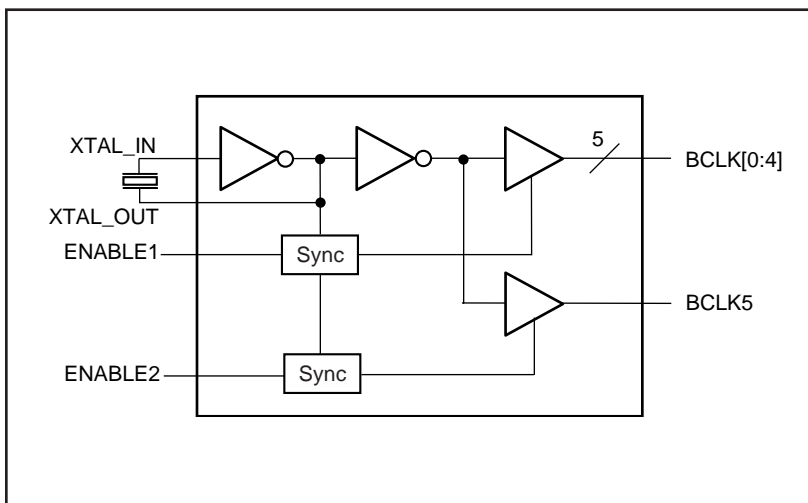 XTAL_IN
5
BCLK[0:4]
XTAL_OUT
ENABLE1
Sync
BCLK5
ENABLE2
Sync